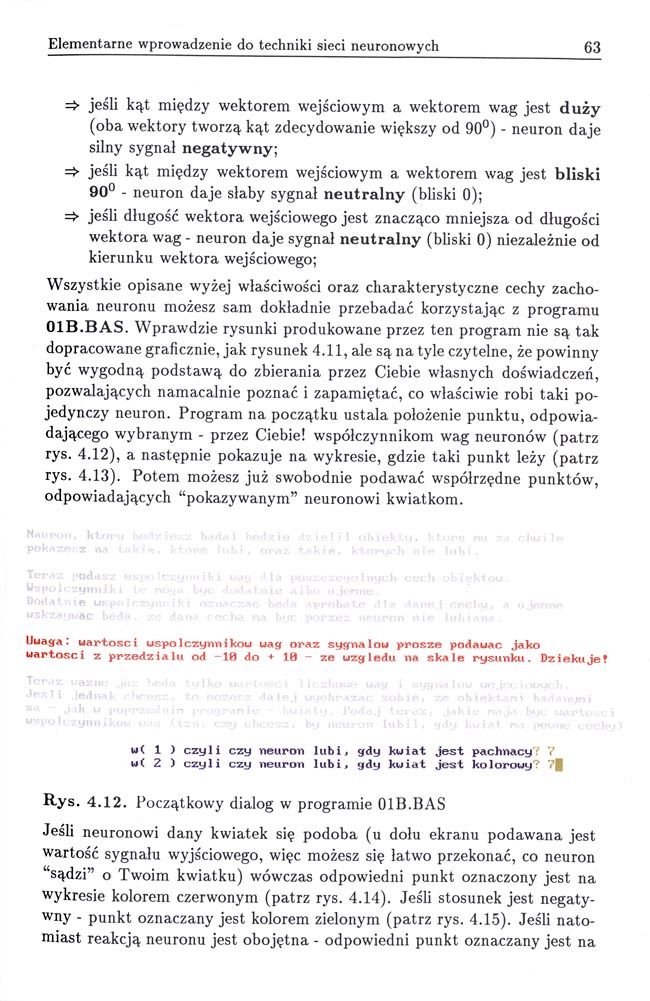 Elementarne wprowadzenie do techniki sieci neuronowych 63
⇒ jeśli kąt między wektorem wejściowym a wektorem wag jest duży
(oba wektory tworzą kąt zdecydowanie większy od 90⁰) - neuron daje
silny sygnał negatywny;
⇒ jeśli kąt między wektorem wejściowym a wektorem wag jest bliski
90⁰ - neuron daje słaby sygnał neutralny (bliski 0);
⇒ jeśli długość wektora wejściowego jest znacząco mniejsza od długości
wektora wag - neuron daje sygnał neutralny (bliski 0) niezależnie od
kierunku wektora wejściowego;
Wszystkie opisane wyżej właściwości oraz charakterystyczne cechy zacho-
wania neuronu możesz sam dokładnie przebadać korzystając z programu
01B.BAS. Wprawdzie rysunki produkowane przez ten program nie są tak
dopracowane graficznie, jak rysunek 4.11, ale są na tyle czytelne, że powinny
być wygodną podstawą do zbierania przez Ciebie własnych doświadczeń,
pozwalających namacalnie poznać i zapamiętać, co właściwie robi taki po-
jedynczy neuron. Program na początku ustala położenie punktu, odpowia-
dającego wybranym - przez Ciebie! współczynnikom wag neuronów (patrz
rys. 4.12), a następnie pokazuje na wykresie, gdzie taki punkt leży (patrz
rys. 4.13). Potem możesz już swobodnie podawać współrzędne punktów,
odpowiadających “pokazywanym” neuronowi kwiatkom.
Neuron, ktory bedziesz badal bedzie dzielil obiekty, ktore mu za chwile
pokazesz na takie, ktore lubi, oraz takie, ktorych nie lubi.
Teraz podasz wspolczynniki wag dla poszczegolnych cech obiektow.
Wspolczynniki te moga byc dodatnie albo ujemne.
Dodatnie wspolczynniki oznaczac beda aprobate dla danej cechy, a ujemne
wskazywac beda, ze dana cecha ma byc porzez neuron nie lubiana.
Uwaga: wartosci wspolczynnikow wag oraz sygnalow prosze podawac jako
wartosci z przedzialu od -10 do + 10 - ze wzgledu na skale rysunku. Dziekuje!
Teraz wazne juz beda tylko wartosci liczbowe wag i sygnalow wejsciowych.
Jesli jednak chcesz, to mozesz dalej wyobrazac sobie, ze obiektami badanymi
sa - jak w poprzednim programie - kwiaty. Podaj teraz, jakie maja byc wartosci
wspolczynnikow wag (tzn. czy chcesz, by neuron lubil, gdy kwiat ma pewne cechy)
w( 1 ) czyli czy neuron lubi, gdy kwiat jest pachnacy? ?
w( 2 ) czyli czy neuron lubi, gdy kwiat jest kolorowy? ?
Rys. 4.12. Początkowy dialog w programie 01B.BAS
Jeśli neuronowi dany kwiatek się podoba (u dołu ekranu podawana jest
wartość sygnału wyjściowego, więc możesz się łatwo przekonać, co neuron
“sądzi” o Twoim kwiatku) wówczas odpowiedni punkt oznaczony jest na
wykresie kolorem czerwonym (patrz rys. 4.14). Jeśli stosunek jest negaty-
wny - punkt oznaczany jest kolorem zielonym (patrz rys. 4.15). Jeśli nato-
miast reakcją neuronu jest obojętna - odpowiedni punkt oznaczany jest na